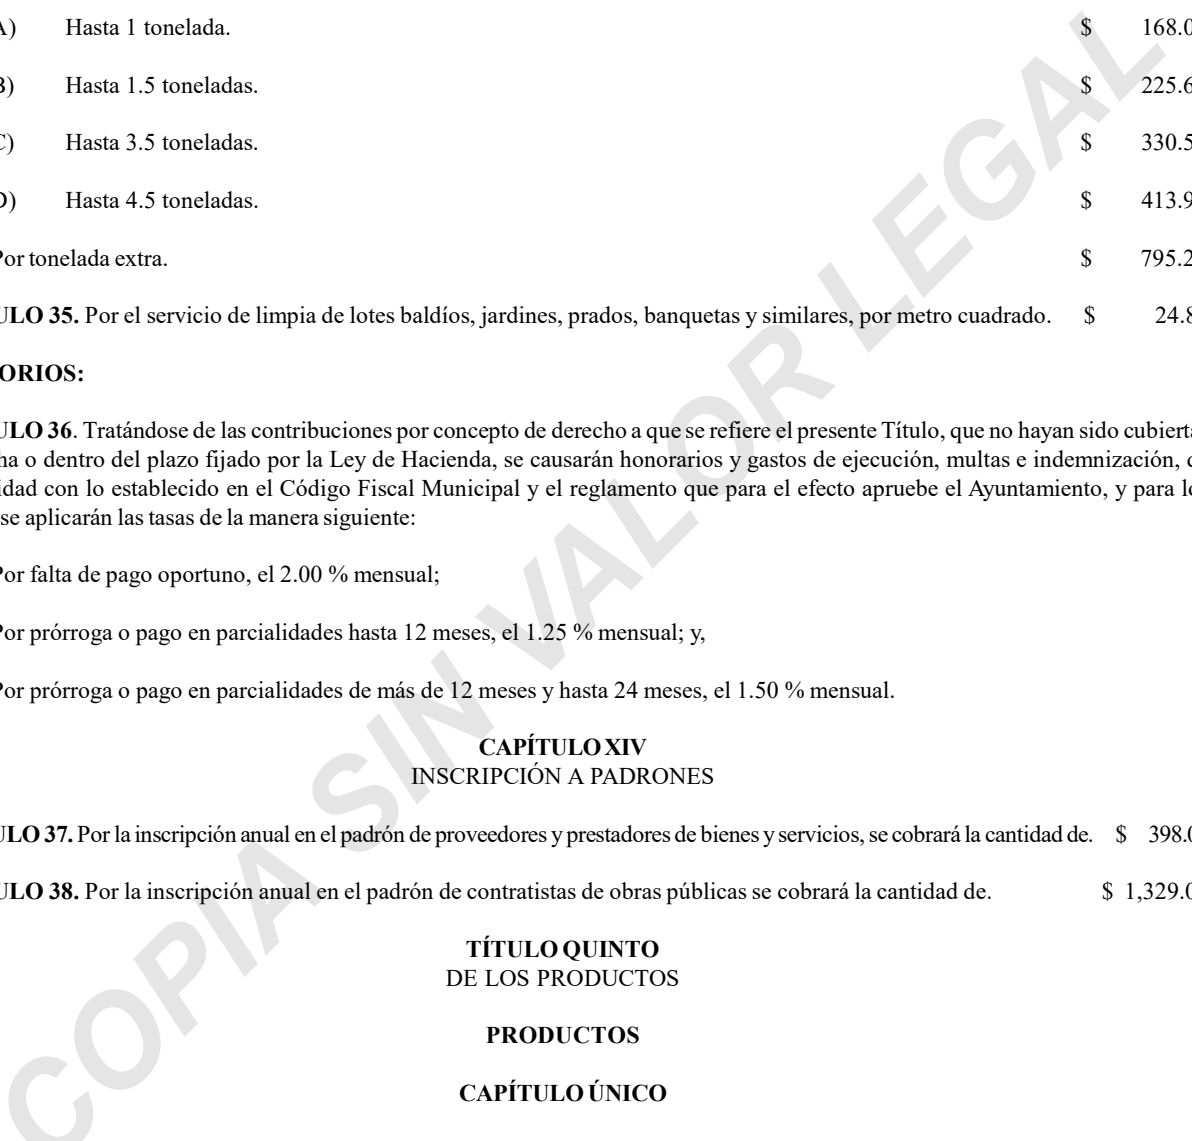 A) Hasta 1 tonelada. $ 168.0
B) Hasta 1.5 toneladas. $ 225.6
C) Hasta 3.5 toneladas. $ 330.5
D) Hasta 4.5 toneladas. $ 413.9
Por tonelada extra. $ 795.2
ULO 35. Por el servicio de limpia de lotes baldíos, jardines, prados, banquetas y similares, por metro cuadrado. $ 24.8
ORIOS:
ULO 36. Tratándose de las contribuciones por concepto de derecho a que se refiere el presente Título, que no hayan sido cubierta
ha o dentro del plazo fijado por la Ley de Hacienda, se causarán honorarios y gastos de ejecución, multas e indemnización, d
idad con lo establecido en el Código Fiscal Municipal y el reglamento que para el efecto apruebe el Ayuntamiento, y para lo
se aplicarán las tasas de la manera siguiente:
Por falta de pago oportuno, el 2.00 % mensual;
Por prórroga o pago en parcialidades hasta 12 meses, el 1.25 % mensual; y,
Por prórroga o pago en parcialidades de más de 12 meses y hasta 24 meses, el 1.50 % mensual.
CAPÍTULO XIV
INSCRIPCIÓN A PADRONES
ULO 37. Por la inscripción anual en el padrón de proveedores y prestadores de bienes y servicios, se cobrará la cantidad de. $ 398.0
ULO 38. Por la inscripción anual en el padrón de contratistas de obras públicas se cobrará la cantidad de. $ 1,329.0
TÍTULO QUINTO
DE LOS PRODUCTOS
PRODUCTOS
CAPÍTULO ÚNICO
COPIA SIN VALOR LEGAL